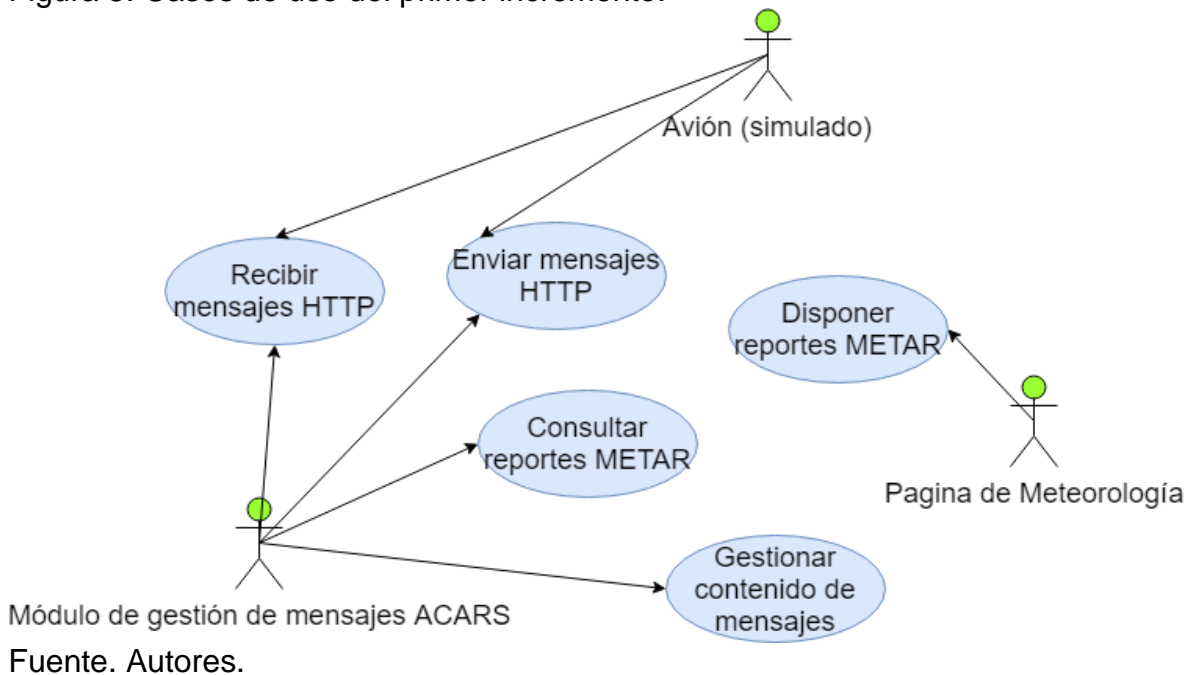 Avión (simulado)
Recibir
mensajes HTTP
Enviar mensajes
HTTP
Disponer
reportes METAR
Consultar
reportes METAR
Pagina de Meteorología
Gestionar
contenido de
mensajes
Módulo de gestión de mensajes ACARS
Fuente. Autores.